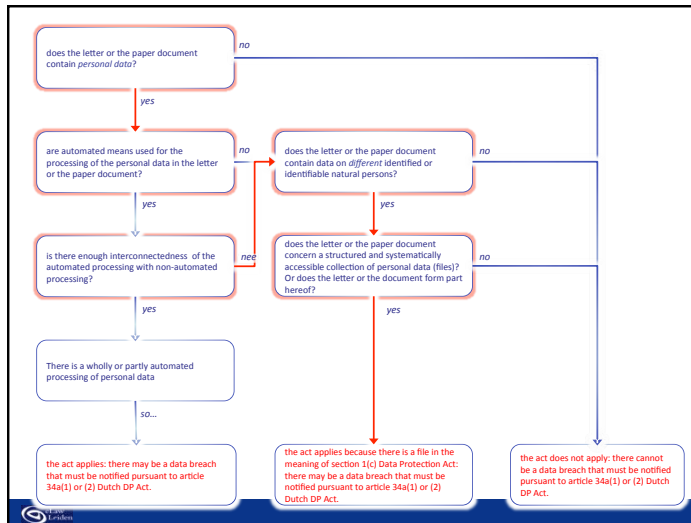 does the letter or the paper document
contain personal data?
no
yes
are automated means used for the
processing of the personal data in the letter
or the paper document?
no
does the letter or the paper document
contain data on different identified or
identifiable natural persons?
no
yes
yes
is there enough interconnectedness of the
automated processing with non-automated
processing?
nee
does the letter or the paper document
concern a structured and systematically
accessible collection of personal data (files)?
Or does the letter or the document form part
hereof?
no
yes
yes
There is a wholly or partly automated
processing of personal data
so...
the act applies: there may be a data breach
that must be notified pursuant to article
34a(1) or (2) Dutch DP Act.
the act applies because there is a file in the
meaning of section 1(c) Data Protection Act:
there may be a data breach that must be
notified pursuant to article 34a(1) or (2)
Dutch DP Act.
the act does not apply: there cannot
be a data breach that must be notified
pursuant to article 34a(1) or (2) Dutch
DP Act.
eLaw
Leiden